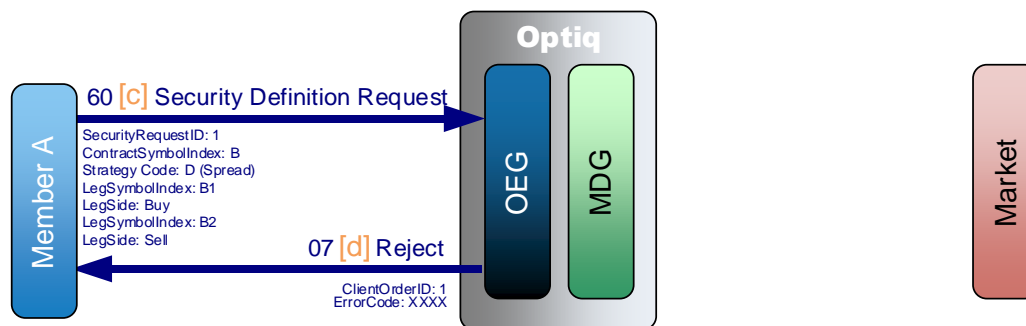 Optiq
60 [c] Security Definition Request
SecurityRequestID: 1
ContractSymbolIndex: B
Strategy Code: D (Spread)
LegSymbolIndex: B1
LegSide: Buy
LegSymbolIndex: B2
LegSide: Sell
07 [d] Reject
ClientOrderID: 1
ErrorCode: XXXX
Member A
OEG
MDG
Market